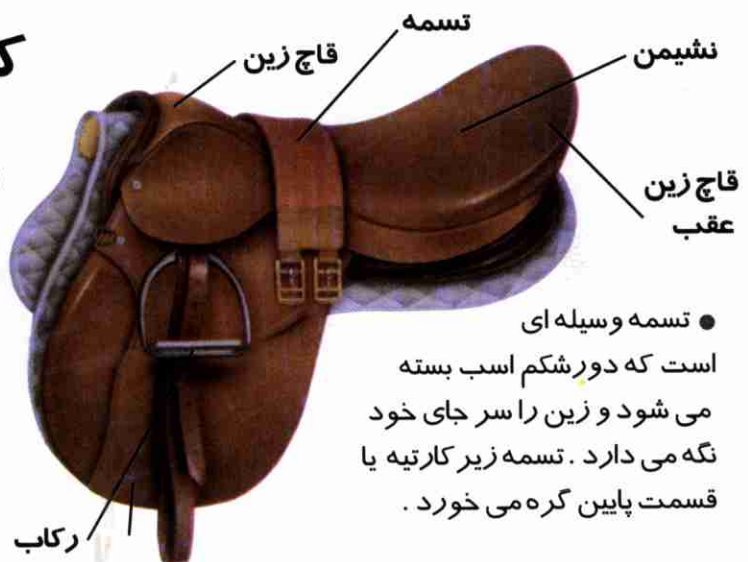 تسمه
قاچ زین
نشیمن
قاچ زین
عقب
● تسمه وسیله ای
است که دور شکم اسب بسته
می شود و زین را سر جای خود
نگه می دارد . تسمه زیر کارتیه یا
قسمت پایین گره می خورد .
رکاب